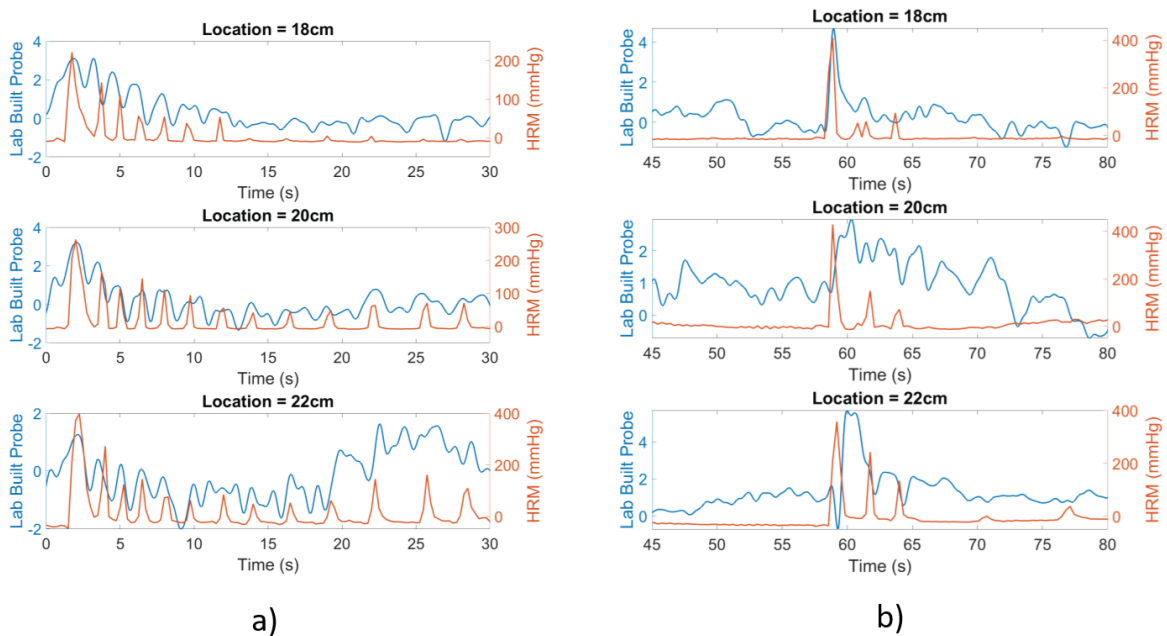 Location = 18cm
Lab Built Probe
4
2
0
-2
HRM (mmHg)
200
100
0
0 5 10 15 20 25 30
Time (s)
Location = 20cm
Lab Built Probe
4
2
0
-2
HRM (mmHg)
300
200
100
0
0 5 10 15 20 25 30
Time (s)
Location = 22cm
Lab Built Probe
2
0
-2
HRM (mmHg)
400
200
0
0 5 10 15 20 25 30
Time (s)
a)
Location = 18cm
Lab Built Probe
4
2
0
HRM (mmHg)
400
200
0
45 50 55 60 65 70 75 80
Time (s)
Location = 20cm
Lab Built Probe
2
1
0
HRM (mmHg)
400
200
0
45 50 55 60 65 70 75 80
Time (s)
Location = 22cm
Lab Built Probe
4
2
0
HRM (mmHg)
400
200
0
45 50 55 60 65 70 75 80
Time (s)
b)